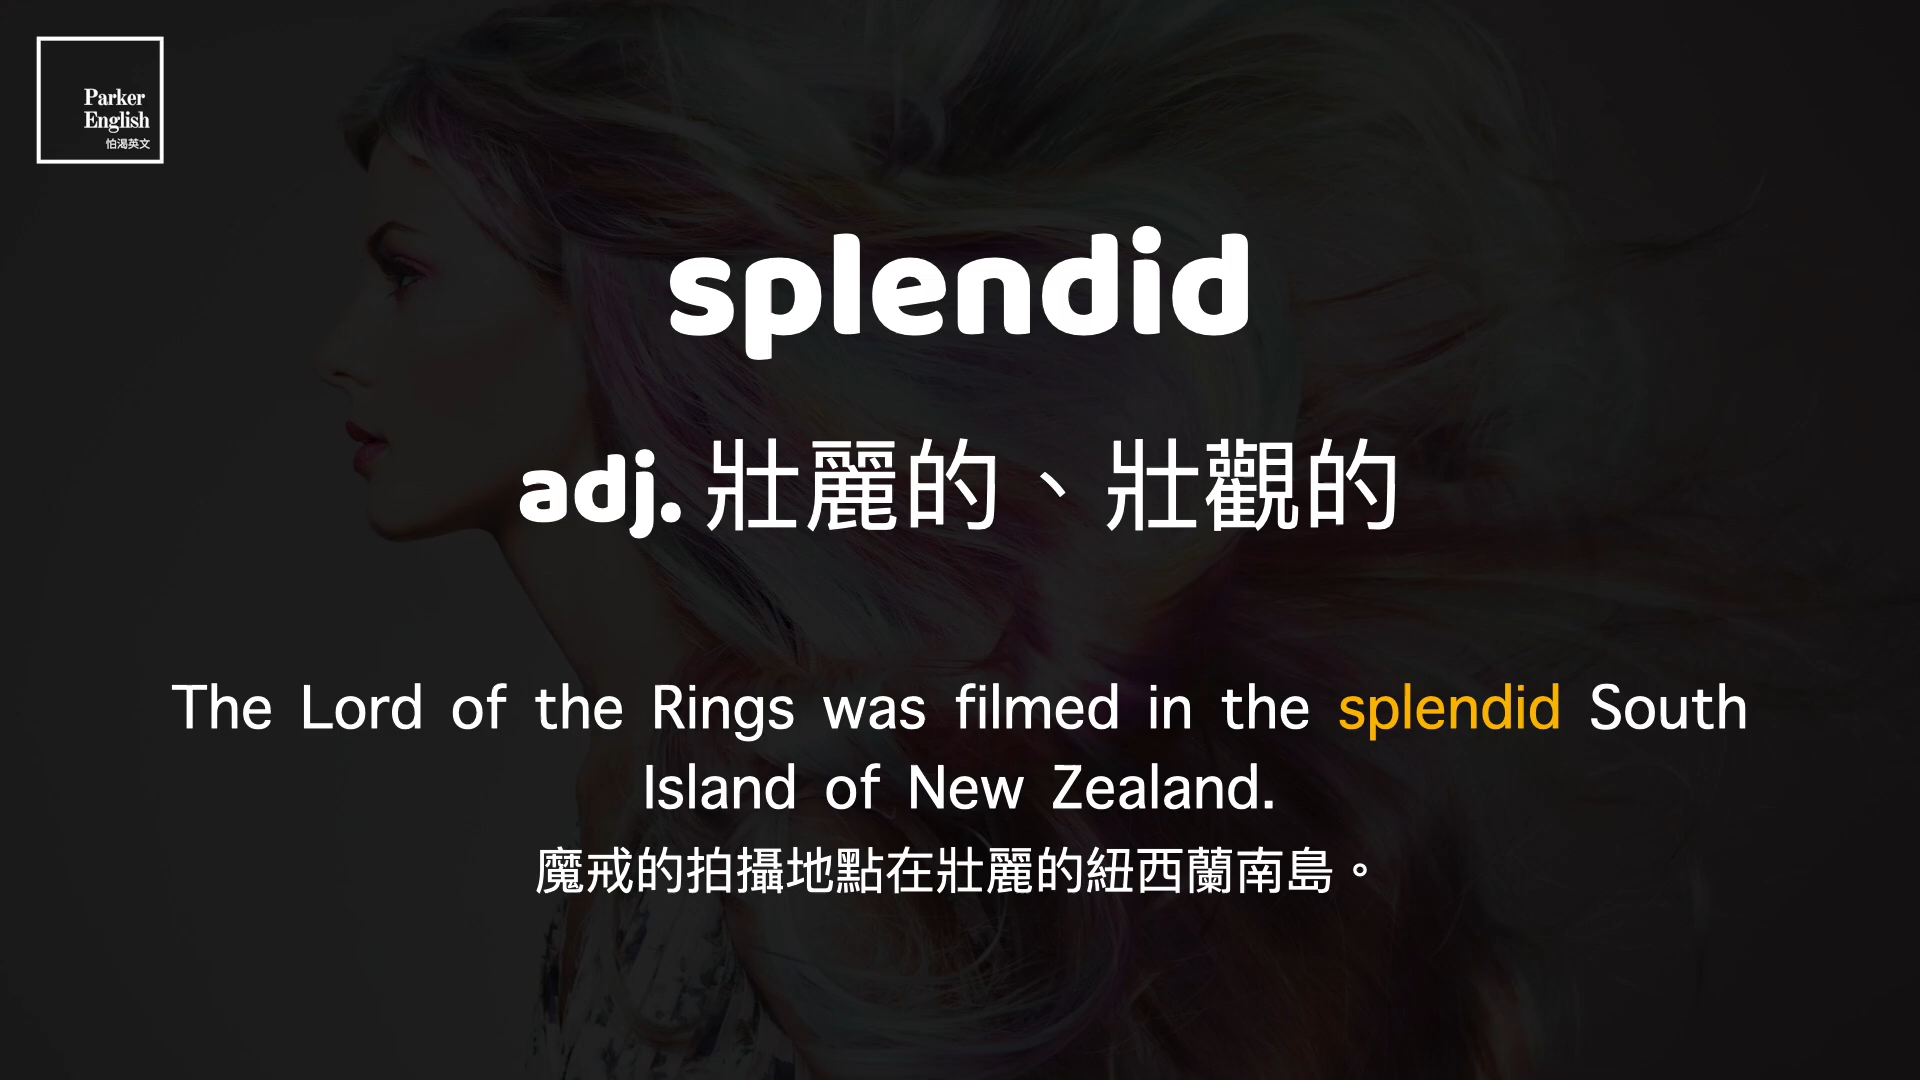 Parker
English
怕渴英文
splendid
adj. 壯麗的、壯觀的
The Lord of the Rings was filmed in the splendid South
Island of New Zealand.
魔戒的拍攝地點在壯麗的紐西蘭南島。